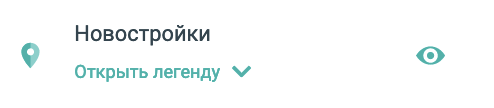 Новостройки
Открыть легенду